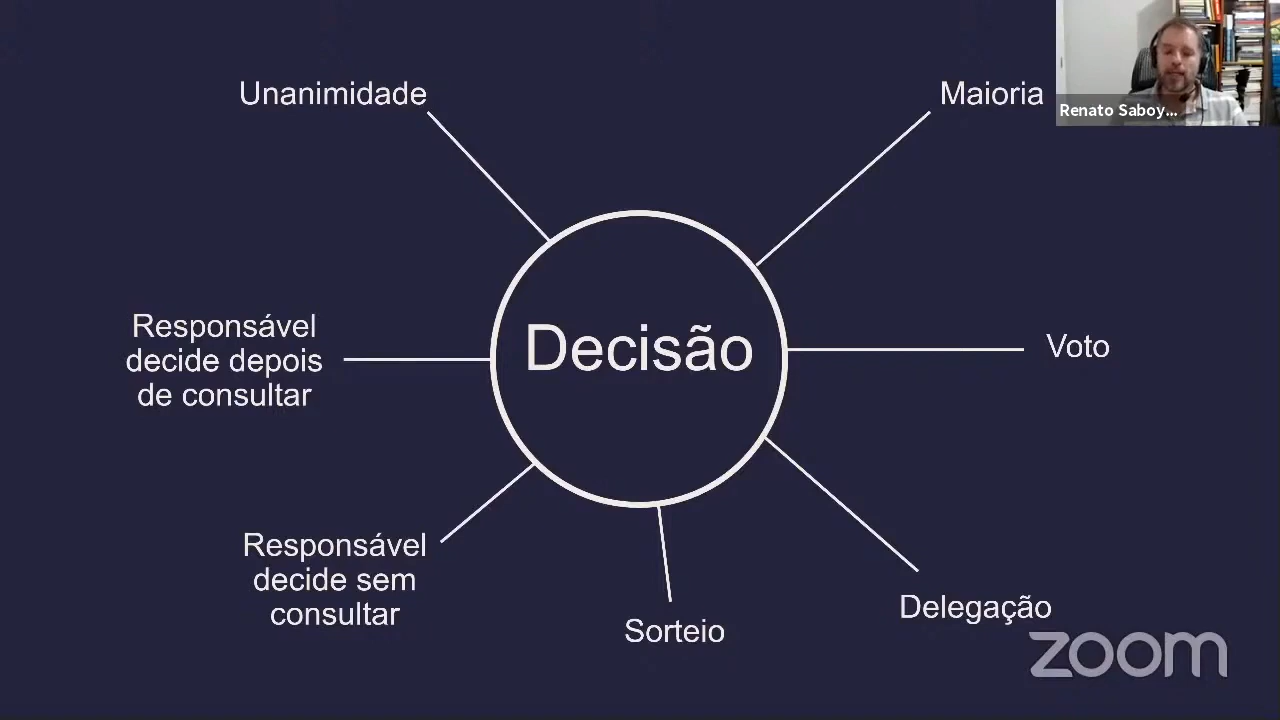 Unanimidade
Maioria
Renato Saboy...
Responsável
decide depois
de consultar
Decisão
Voto
Responsável
decide sem
consultar
Sorteio
Delegação
zoom